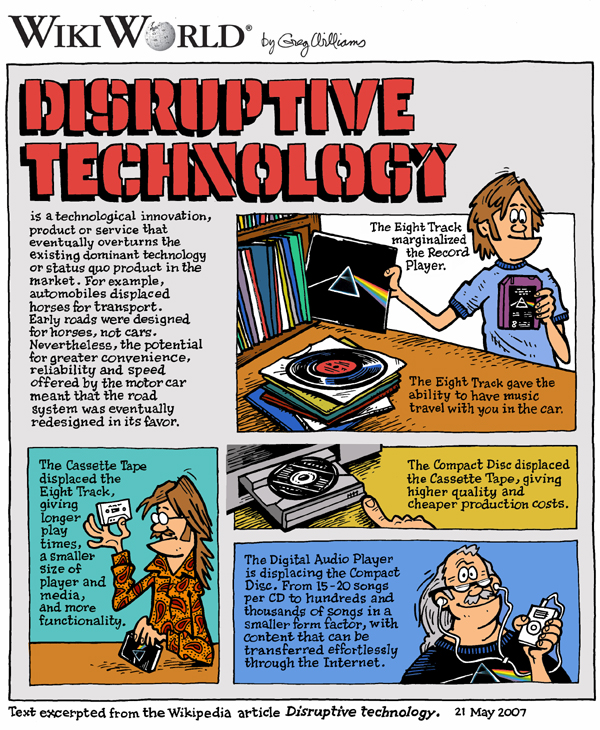 WIKIWORLD® by Greg Williams
DISRUPTIVE
TECHNOLOGY
is a technological innovation,
product or service that
eventually overturns the
existing dominant technology
or status quo product in the
market. For example,
automobiles displaced
horses for transport.
Early roads were designed
for horses, not cars.
Nevertheless, the potential
for greater convenience,
reliability and speed
offered by the motor car
meant that the road
system was eventually
redesigned in its favor.
The Eight Track
marginalized
the Record
Player.
The Eight Track gave the
ability to have music
travel with you in the car.
The Cassette Tape
displaced the
Eight Track,
giving
longer
play
times,
a smaller
size of
player and
media,
and more
functionality.
The Compact Disc displaced
the Cassette Tape, giving
higher quality and
cheaper production costs.
The Digital Audio Player
is displacing the Compact
Disc. From 15-20 songs
per CD to hundreds and
thousands of songs in a
smaller form factor, with
content that can be
transferred effortlessly
through the Internet.
Text excerpted from the Wikipedia article Disruptive technology. 21 May 2007